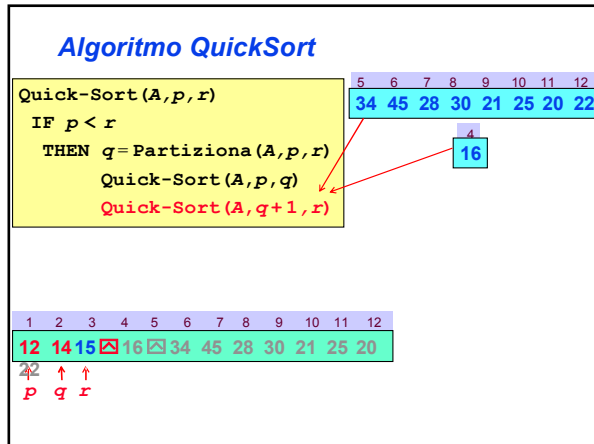 Algoritmo QuickSort
Quick-Sort(A,p,r)
IF p < r
THEN q = Partiziona(A,p,r)
Quick-Sort(A,p,q)
Quick-Sort(A,q+1,r)
5 6 7 8 9 10 11 12
34 45 28 30 21 25 20 22
4
16
1 2 3 4 5 6 7 8 9 10 11 12
12 14 15 16 34 45 28 30 21 25 20
22
p q r